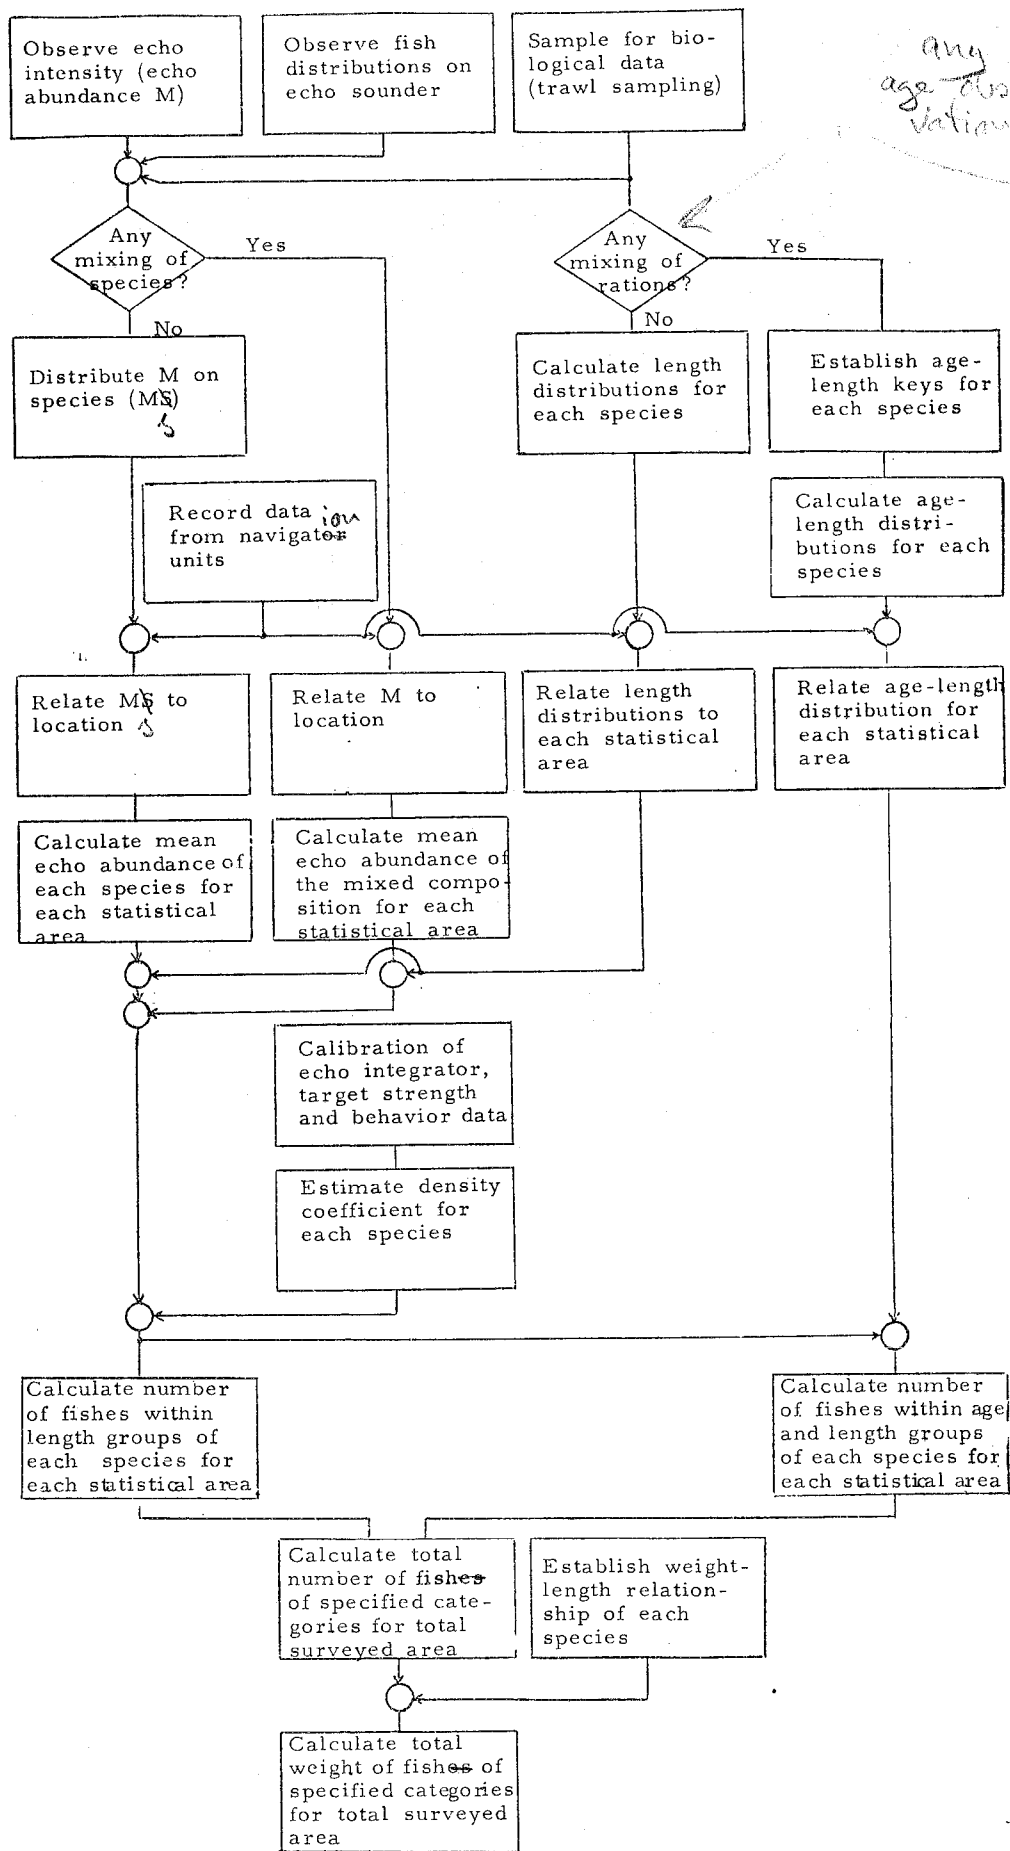 Observe echo
intensity (echo
abundance M)
Observe fish
distributions on
echo sounder
Sample for bio-
logical data
(trawl sampling)
any
Any
mixing of
species?
Yes
No
Any
mixing of
rations?
Yes
No
Distribute M on
species (MS)
s
Calculate length
distributions for
each species
Establish age-
length keys for
each species
Record data
from navigator
ion
units
Calculate age-
length distri-
butions for each
species
Relate MS to
location s
Relate M to
location
Relate length
distributions to
each statistical
area
Relate age-length
distribution for
each statistical
area
Calculate mean
echo abundance of
each species for
each statistical
area
Calculate mean
echo abundance of
the mixed compo-
sition for each
statistical area
Calibration of
echo integrator,
target strength
and behavior data
Estimate density
coefficient for
each species
Calculate number
of fishes within
length groups of
each species for
each statistical area
Calculate number
of fishes within age
and length groups
of each species for
each statistical area
Calculate total
number of fishes
of specified cate-
gories for total
surveyed area
Establish weight-
length relation-
ship of each
species
Calculate total
weight of fishes of
specified categories
for total surveyed
area